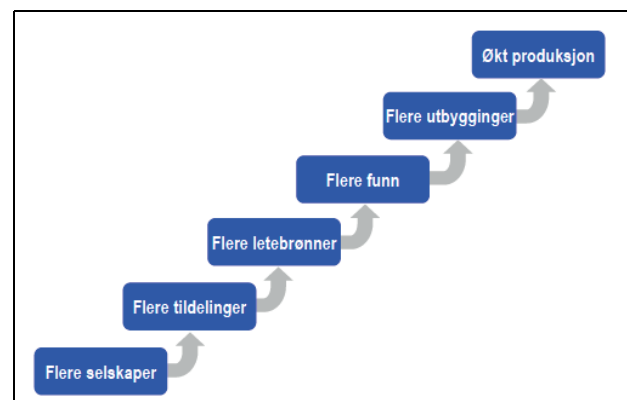 Økt produksjon
Flere utbygginger
Flere funn
Flere letebrønner
Flere tildelinger
Flere selskaper